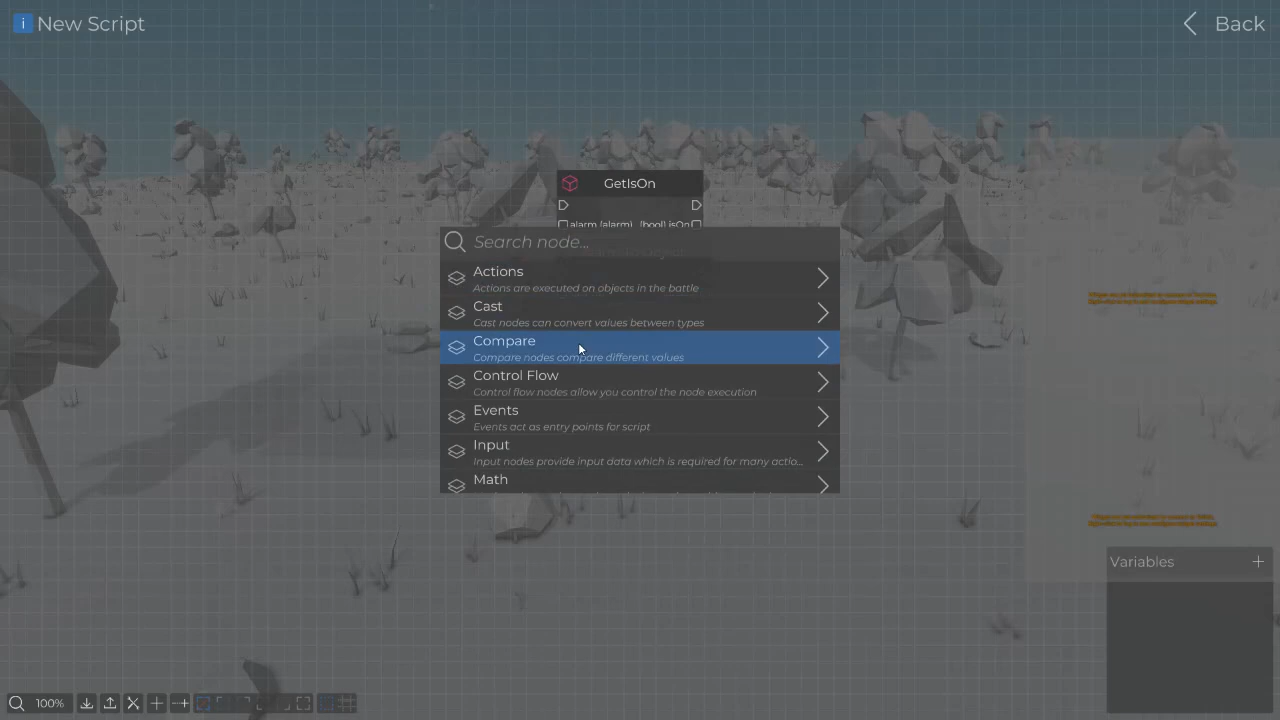 i New Script
Back
GetIsOn
alarm (alarm) (bool) isOn
Search node...
Actions
Actions are executed on objects in the battle
Cast
Cast nodes can convert values between types
Compare
Compare nodes compare different values
Control Flow
Control flow nodes allow you control the node execution
Events
Events act as entry points for script
Input
Input nodes provide input data which is required for many actio...
Math
Variables
100%